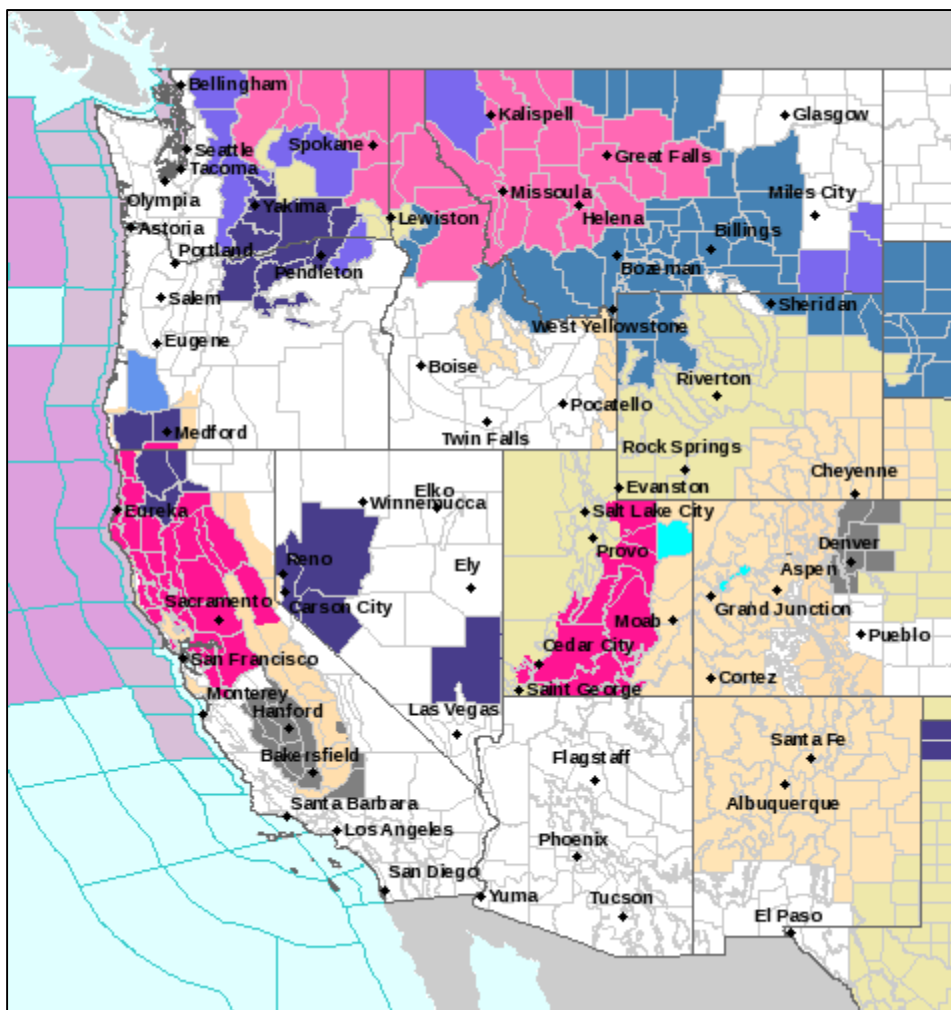 Bellingham
Kalispell
Glasgow
Seattle
Spokane
Great Falls
Tacoma
Missoula
Miles City
Olympia
Yakima
Helena
Lewiston
Astoria
Billings
Portland
Pendleton
Bozeman
Salem
Sheridan
West Yellowstone
Eugene
Boise
Riverton
Pocatello
Medford
Twin Falls
Rock Springs
Cheyenne
Evanston
Elko
Winnemucca
Eureka
Salt Lake City
Denver
Provo
Reno
Ely
Aspen
Sacramento
Carson City
Grand Junction
Moab
Pueblo
Cedar City
San Francisco
Cortez
Saint George
Monterey
Hanford
Las Vegas
Santa Fe
Bakersfield
Flagstaff
Albuquerque
Santa Barbara
Los Angeles
Phoenix
San Diego
Yuma
Tucson
El Paso